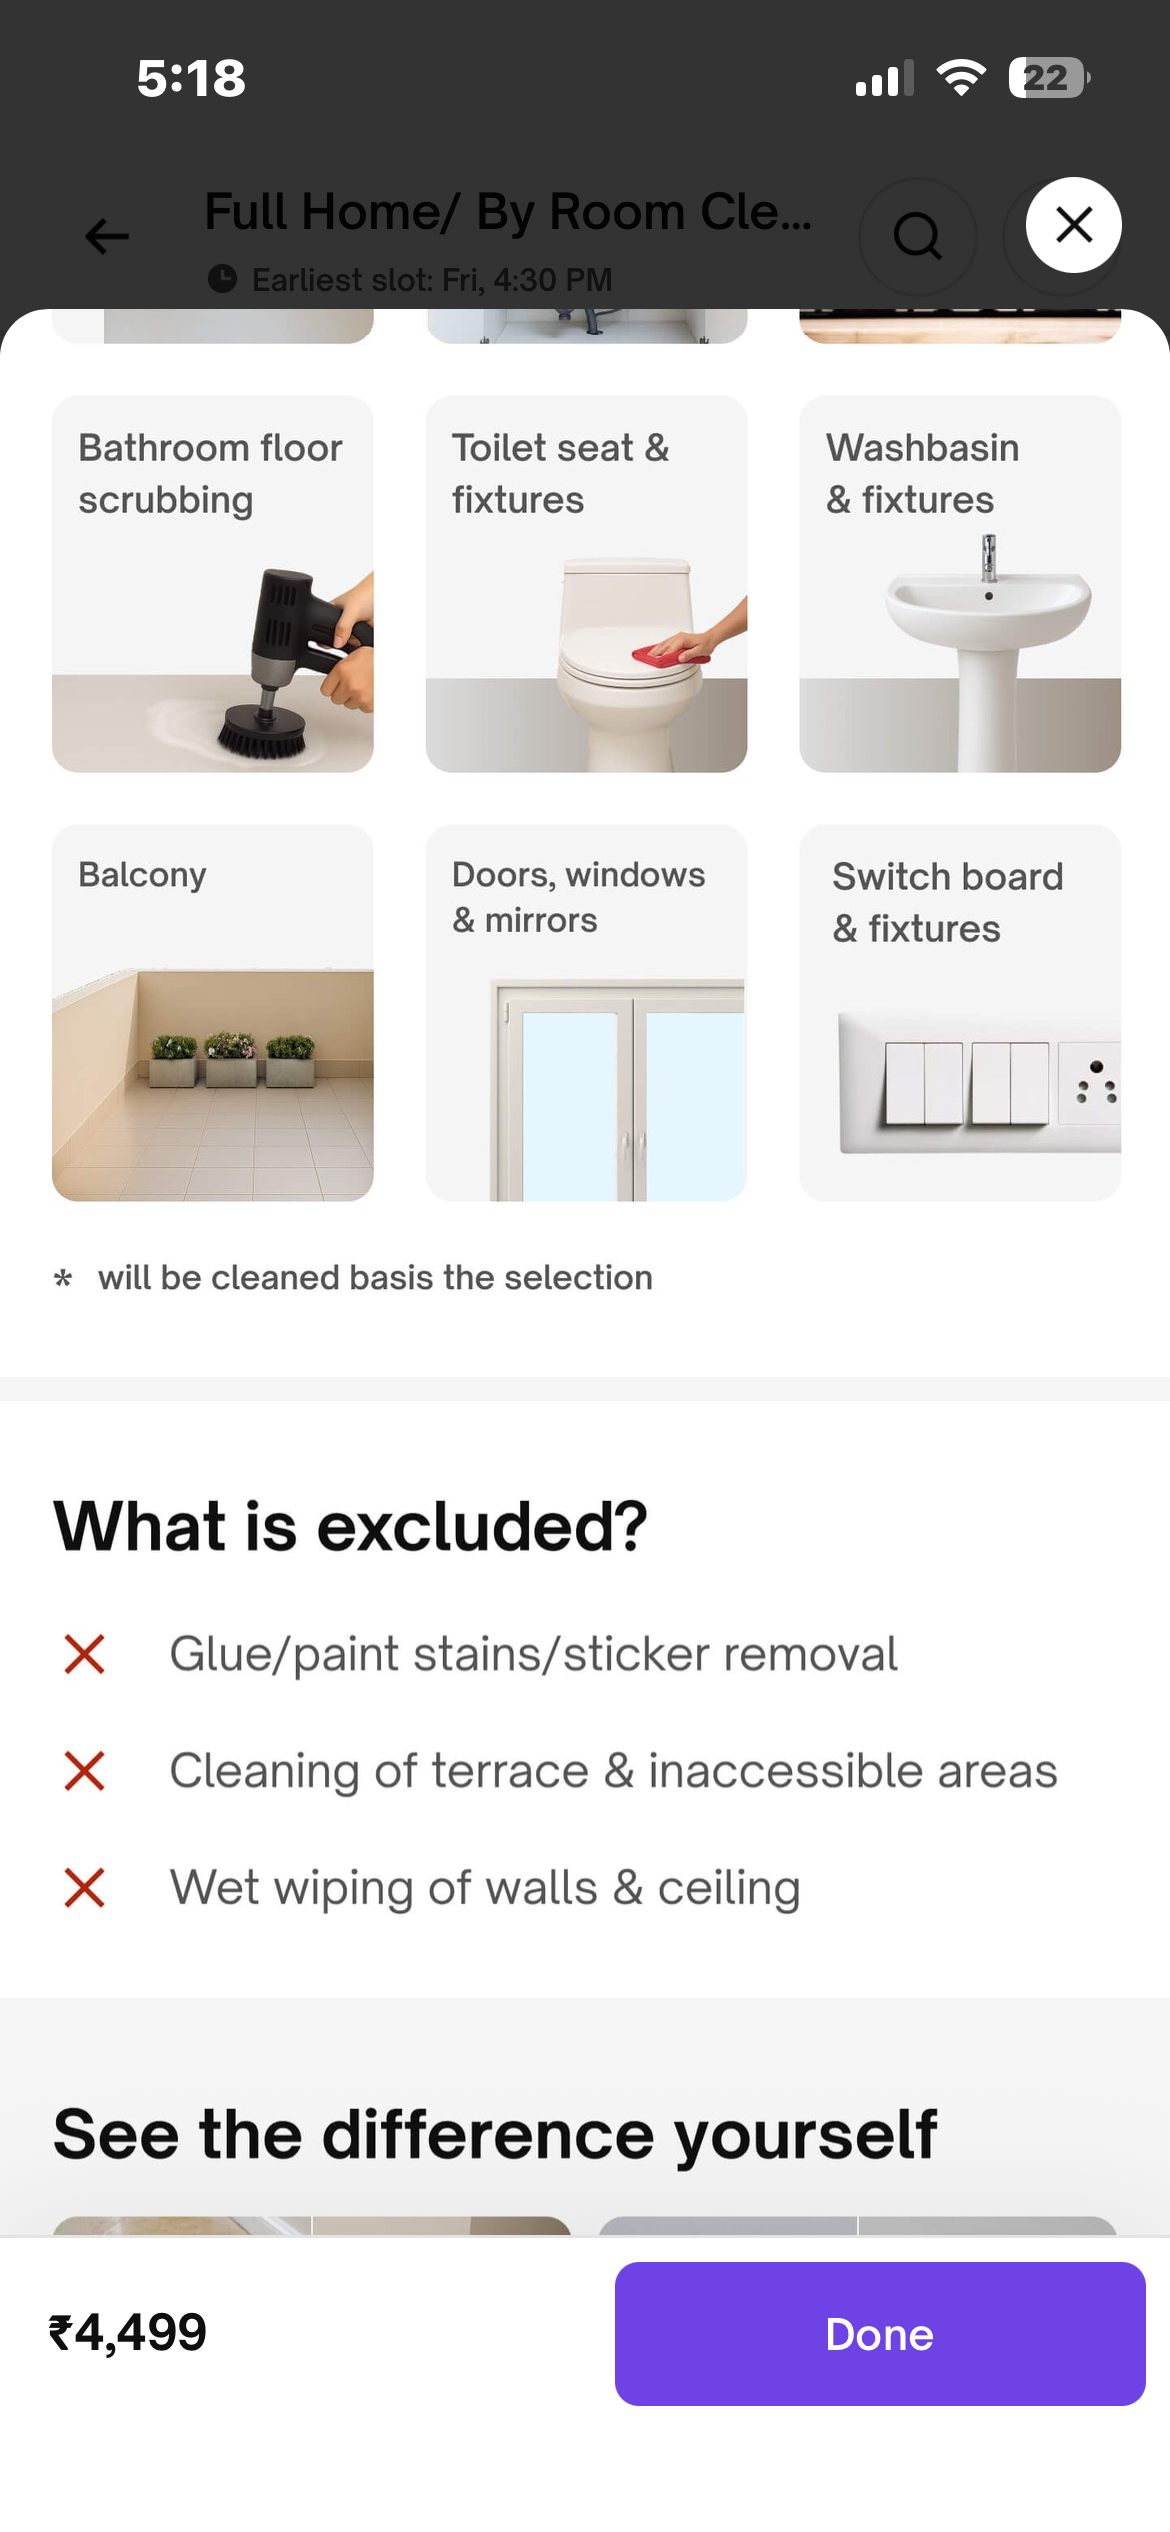 5:18
22
Full Home/ By Room Cle...
Earliest slot: Fri, 4:30 PM
Bathroom floor
scrubbing
Toilet seat &
fixtures
Washbasin
& fixtures
Balcony
Doors, windows
& mirrors
Switch board
& fixtures
* will be cleaned basis the selection
What is excluded?
Glue/paint stains/sticker removal
Cleaning of terrace & inaccessible areas
Wet wiping of walls & ceiling
See the difference yourself
₹4,499
Done